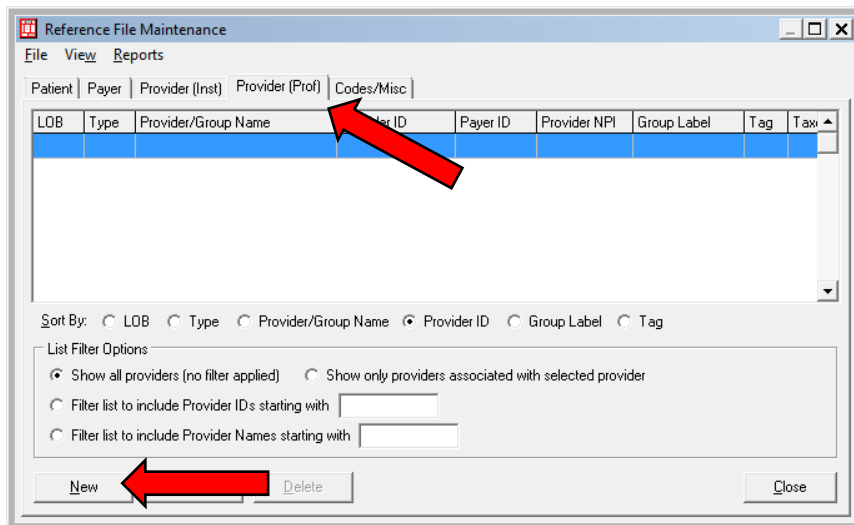 Reference File Maintenance
File View Reports
Patient Payer Provider (Inst) Provider (Prof) Codes/Misc
LOB Type Provider/Group Name ID Payer ID Provider NPI Group Label Tag
Sort By: LOB Type Provider/Group Name Provider ID Group Label Tag
List Filter Options
Show all providers (no filter applied) Show only providers associated with selected provider
Filter list to include Provider IDs starting with
Filter list to include Provider Names starting with
New Delete Close